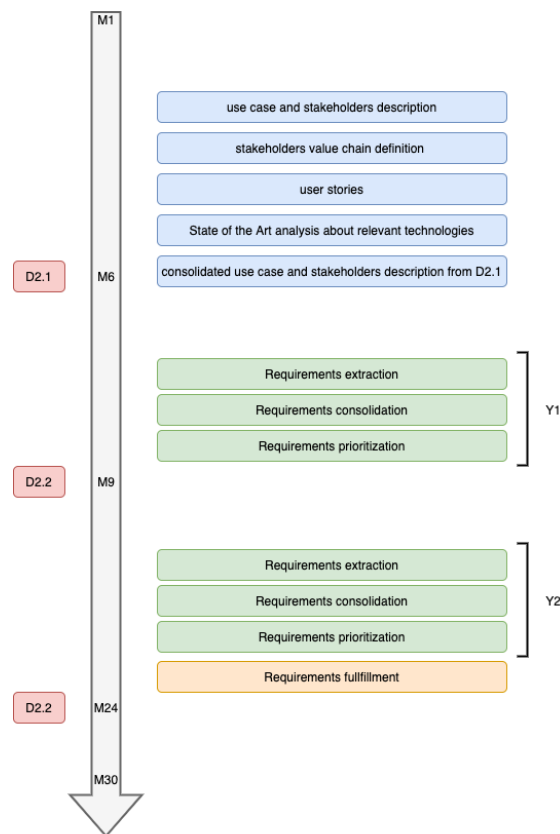 M1
use case and stakeholders description
stakeholders value chain definition
user stories
State of the Art analysis about relevant technologies
D2.1
M6
consolidated use case and stakeholders description from D2.1
Requirements extraction
Requirements consolidation
Y1
Requirements prioritization
D2.2
M9
Requirements extraction
Requirements consolidation
Y2
Requirements prioritization
Requirements fullfillment
D2.2
M24
M30